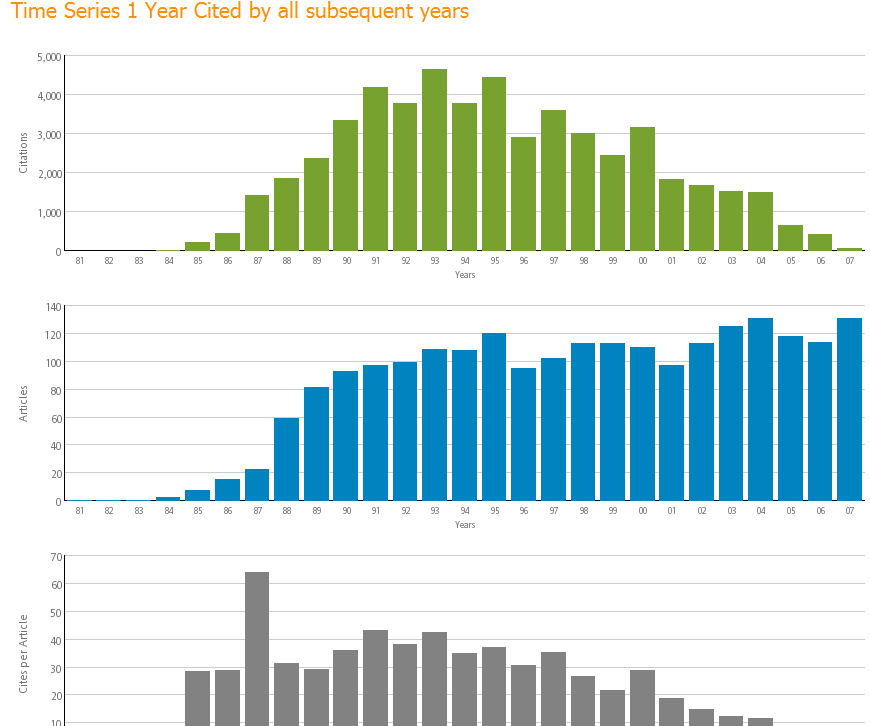 Time Series 1 Year Cited by all subsequent years
5,000
4,000
3,000
2,000
1,000
0
Citations
81 82 83 84 85 86 87 88 89 90 91 92 93 94 95 96 97 98 99 00 01 02 03 04 05 06 07
Years
140
120
100
80
60
40
20
0
Articles
81 82 83 84 85 86 87 88 89 90 91 92 93 94 95 96 97 98 99 00 01 02 03 04 05 06 07
Years
70
60
50
40
30
20
10
Cites per Article